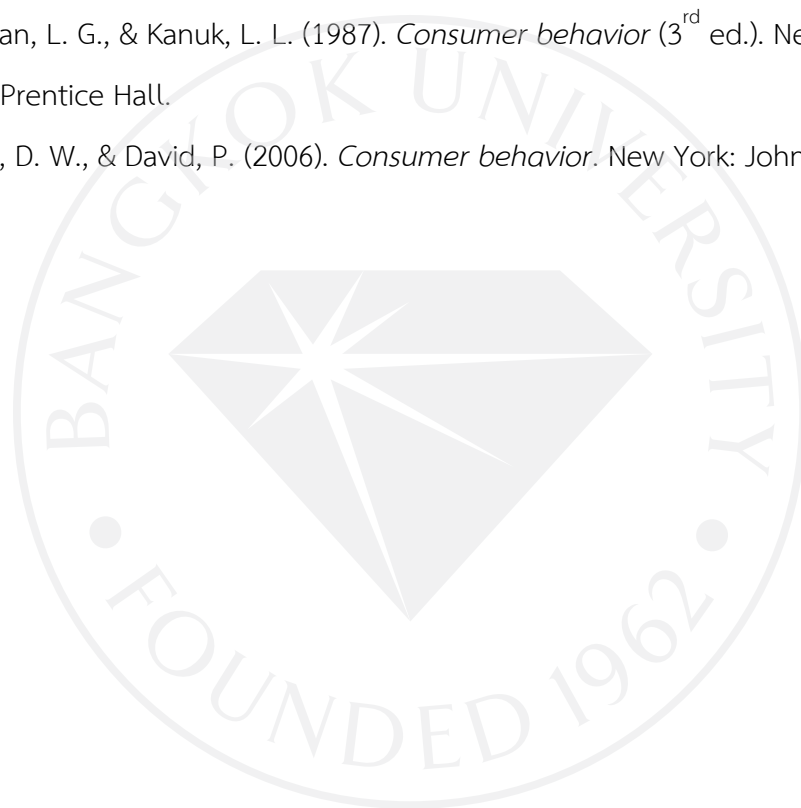 an, L. G., & Kanuk, L. L. (1987). Consumer behavior (3rd ed.). Ne
Prentice Hall.
, D. W., & David, P. (2006). Consumer behavior. New York: John
BANGKOK UNIVERSITY
FOUNDED 1962